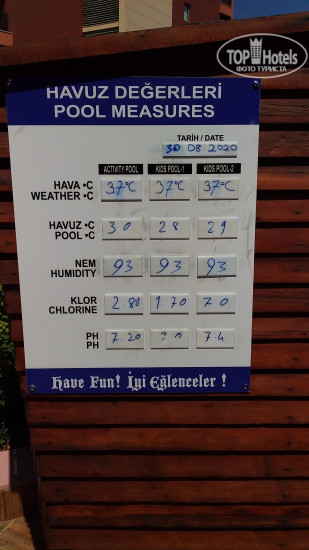 TOP Hotels
ФОТО ТУРИСТА
HAVUZ DEĞERLERİ
POOL MEASURES
TARİH / DATE
30 08 2020
ACTIVITY POOL KIDS POOL-1 KIDS POOL-2
HAVA •C
WEATHER •C
37°C 37°C 37°C
HAVUZ •C
POOL •C
30 28 29
NEM
HUMIDITY
93 93 93
KLOR
CHLORINE
2.80 1.70 70
PH
PH
7.20 7.4
Have Fun! İyi Eğlenceler !